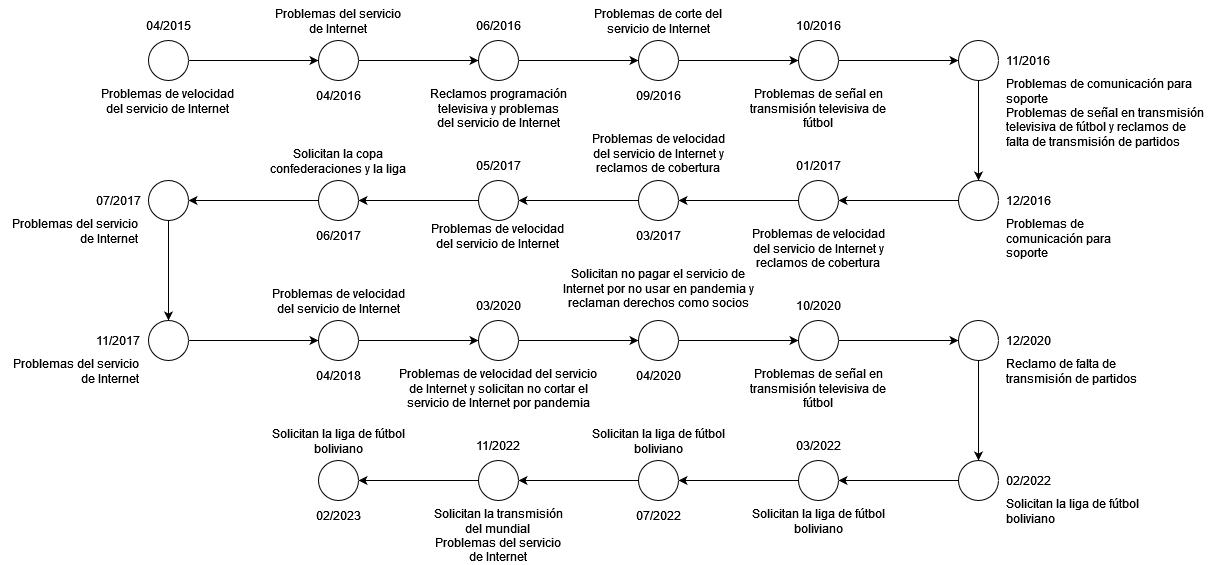 04/2015
Problemas de velocidad
del servicio de Internet
Problemas del servicio
de Internet
04/2016
06/2016
Reclamos programación
televisiva y problemas
del servicio de Internet
Problemas de corte del
servicio de Internet
09/2016
10/2016
Problemas de señal en
transmisión televisiva de
fútbol
11/2016
Problemas de comunicación para
soporte
Problemas de señal en transmisión
televisiva de fútbol y reclamos de
falta de transmisión de partidos
12/2016
Problemas de
comunicación para
soporte
01/2017
Problemas de velocidad
del servicio de Internet y
reclamos de cobertura
Problemas de velocidad
del servicio de Internet y
reclamos de cobertura
03/2017
05/2017
Problemas de velocidad
del servicio de Internet
Solicitan la copa
confederaciones y la liga
06/2017
07/2017
Problemas del servicio
de Internet
11/2017
Problemas del servicio
de Internet
Problemas de velocidad
del servicio de Internet
04/2018
03/2020
Problemas de velocidad del servicio
de Internet y solicitan no cortar el
servicio de Internet por pandemia
Solicitan no pagar el servicio de
Internet por no usar en pandemia y
reclaman derechos como socios
04/2020
10/2020
Problemas de señal en
transmisión televisiva de
fútbol
12/2020
Reclamo de falta de
transmisión de partidos
02/2022
Solicitan la liga de fútbol
boliviano
03/2022
Solicitan la liga de fútbol
boliviano
Solicitan la liga de fútbol
boliviano
07/2022
11/2022
Solicitan la transmisión
del mundial
Problemas del servicio
de Internet
Solicitan la liga de fútbol
boliviano
02/2023